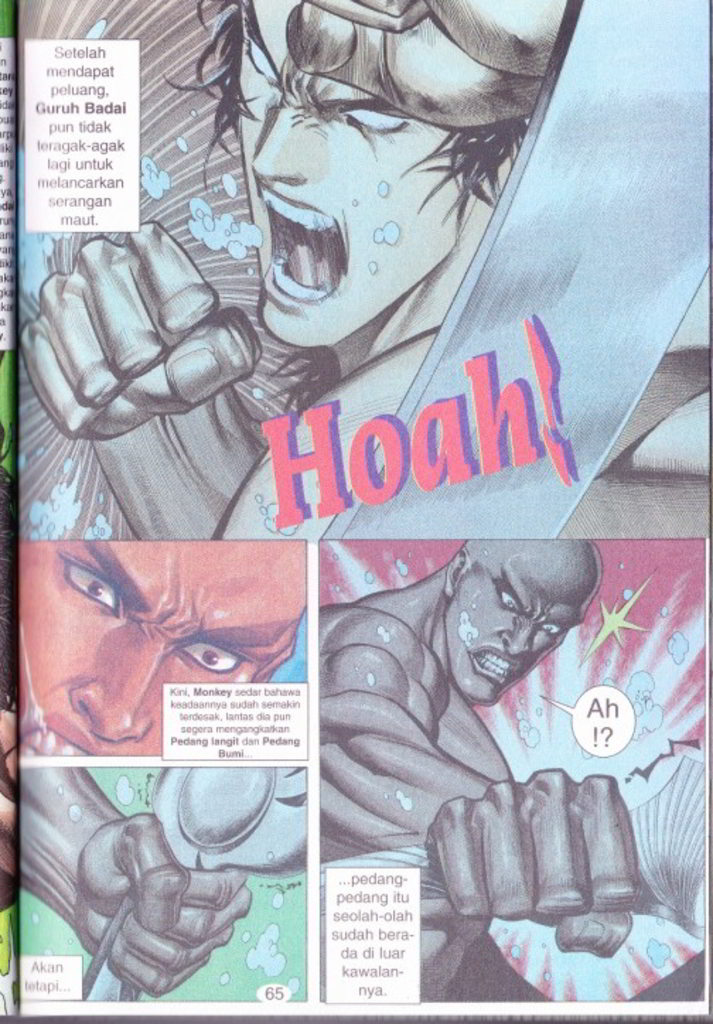 Setelah
mendapat
peluang,
Guruh Badai
pun tidak
teragak-agak
lagi untuk
melancarkan
serangan
maut.
Hoah!
Kini, Monkey sedar bahawa
keadaannya sudah semakin
terdesak, lantas dia pun
segera mengangkatkan
Pedang langit dan Pedang
Bumi...
Ah
!?
Akan
tetapi...
...pedang-
pedang itu
seolah-olah
sudah bera-
da di luar
kawalan-
nya.
65